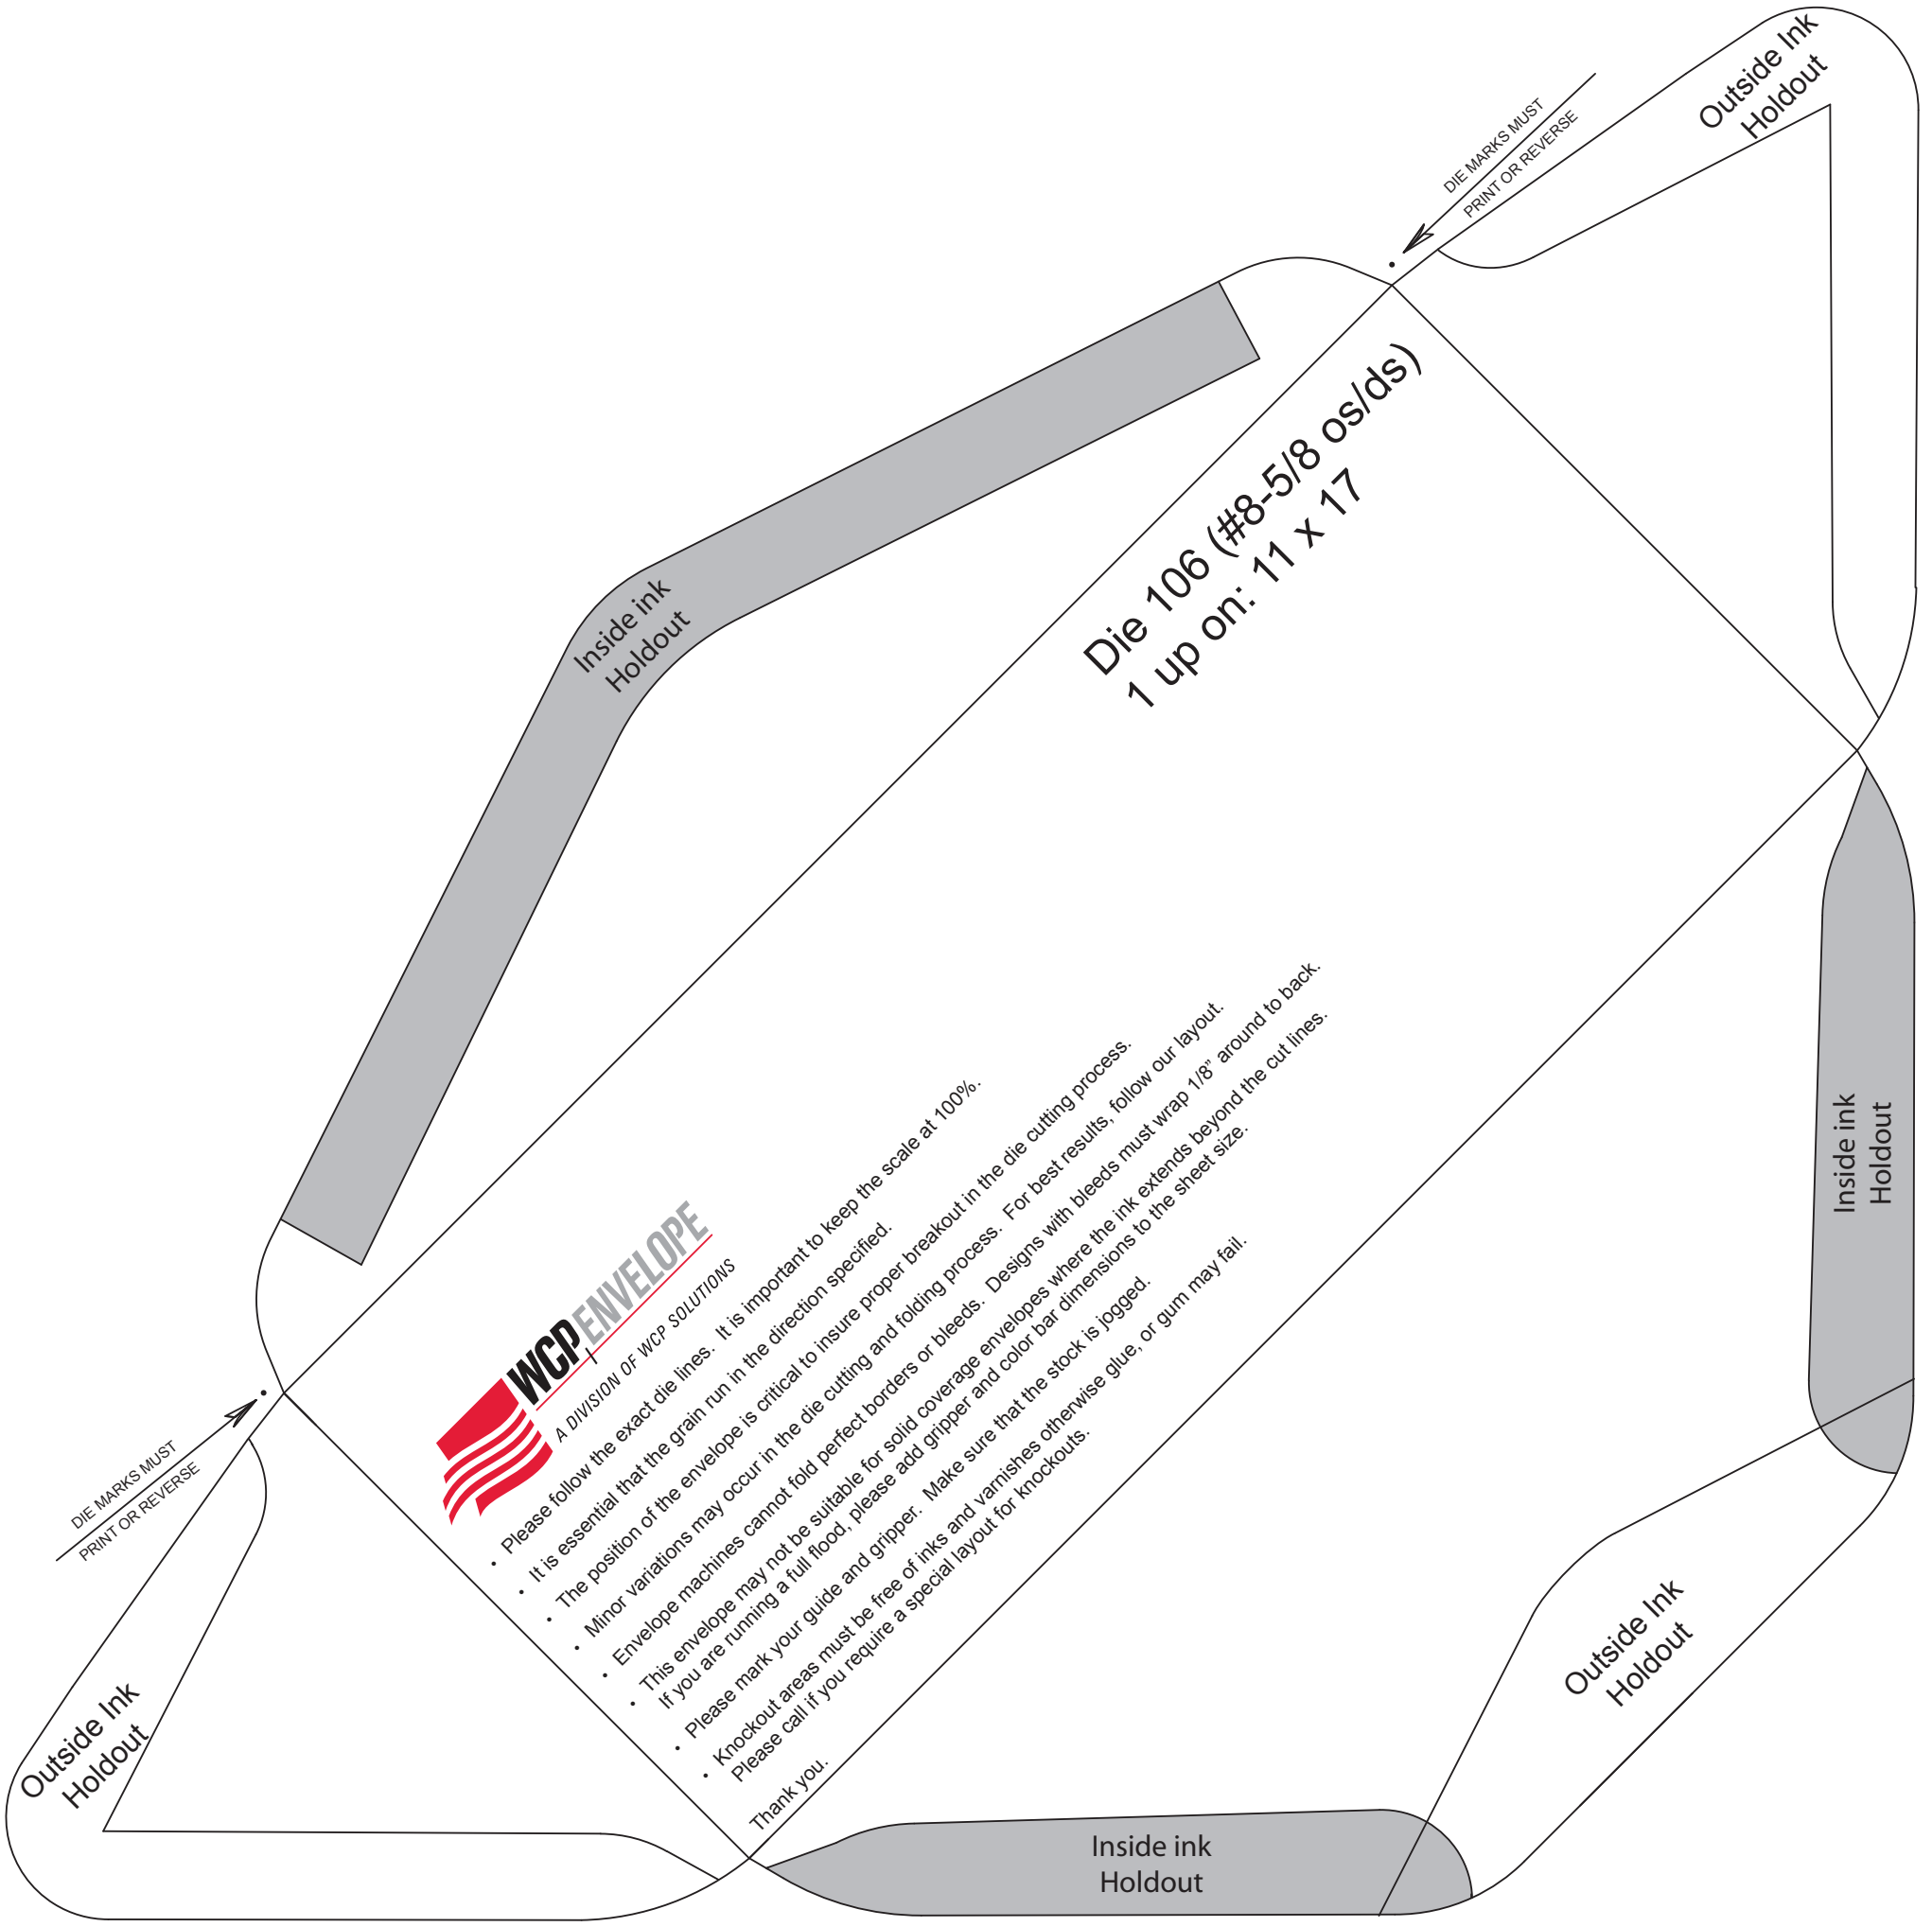 Outside Ink
Holdout
DIE MARKS MUST
PRINT OR REVERSE
Die 106 (#8-5/8 os/ds)
1 up on: 11 x 17
Inside ink
Holdout
WCP ENVELOPE
A DIVISION OF WCP SOLUTIONS
• Please follow the exact die lines. It is important to keep the scale at 100%.
• It is essential that the grain run in the direction specified.
• The position of the envelope is critical to insure proper breakout in the die cutting process.
• Minor variations may occur in the die cutting and folding process. For best results, follow our layout.
• Envelope machines cannot fold perfect borders or bleeds. Designs with bleeds must wrap 1/8” around to back.
• This envelope may not be suitable for solid coverage envelopes where the ink extends beyond the cut lines.
If you are running a full flood, please add gripper and color bar dimensions to the sheet size.
• Please mark your guide and gripper. Make sure that the stock is jogged.
• Knockout areas must be free of inks and varnishes otherwise glue, or gum may fail.
Please call if you require a special layout for knockouts.
Thank you.
Inside ink
Holdout
DIE MARKS MUST
PRINT OR REVERSE
Outside Ink
Holdout
Outside Ink
Holdout
Inside ink
Holdout